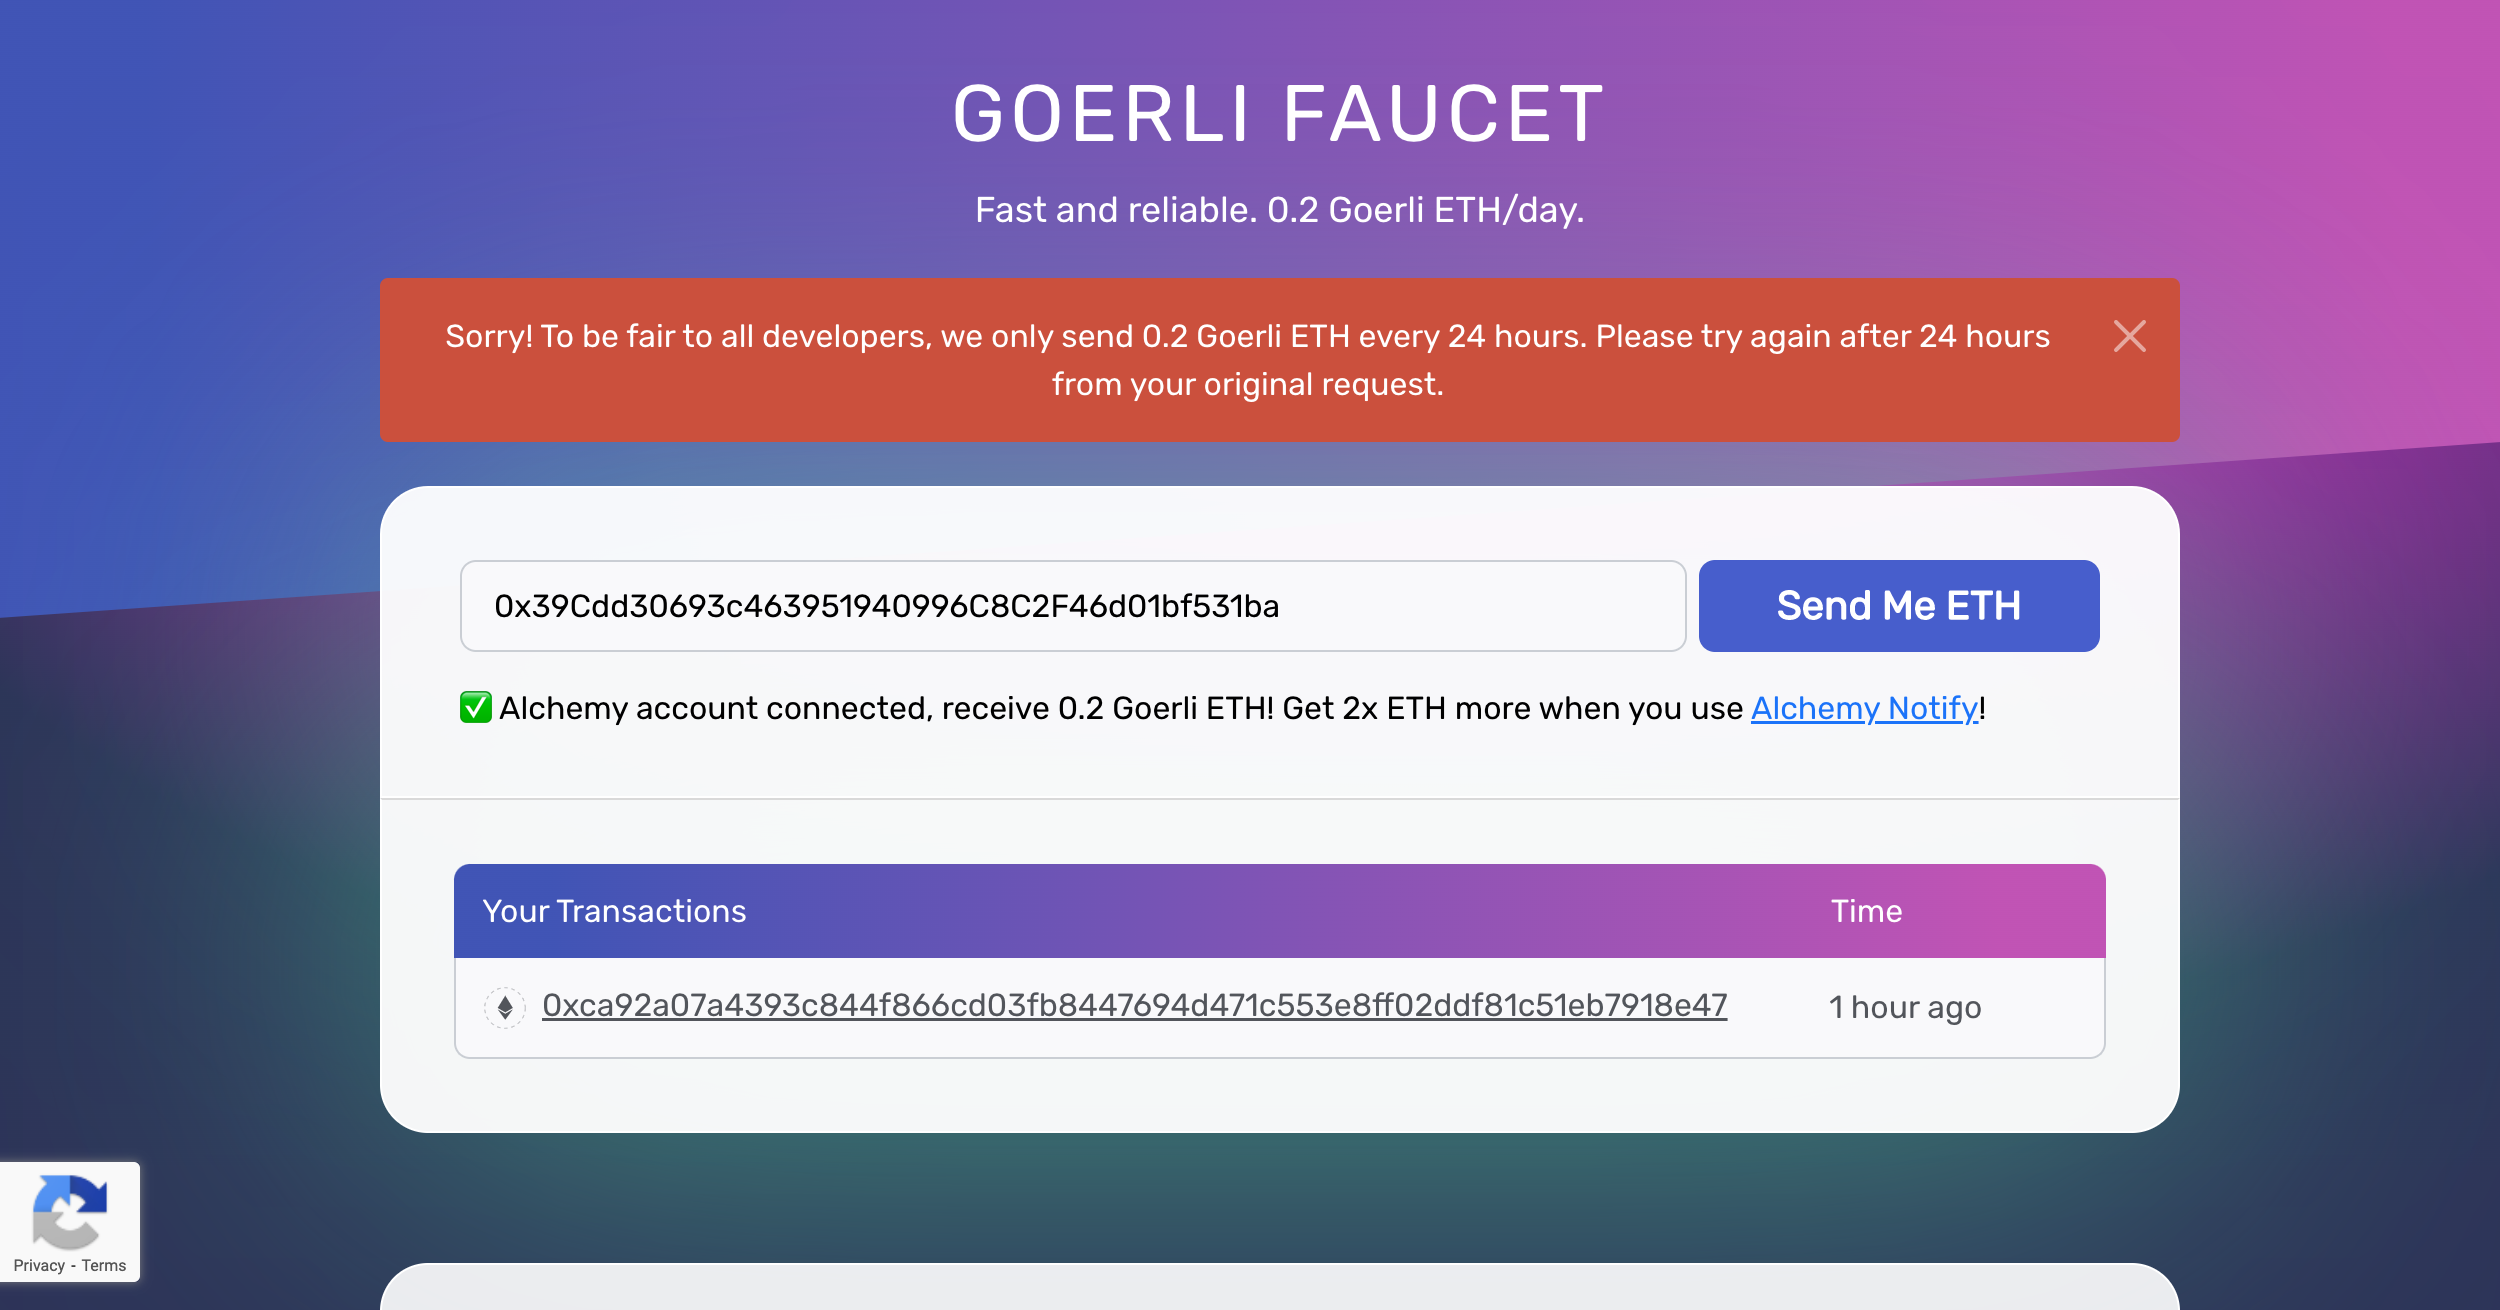 GOERLI FAUCET
Fast and reliable. 0.2 Goerli ETH/day.
Sorry! To be fair to all developers, we only send 0.2 Goerli ETH every 24 hours. Please try again after 24 hours
from your original request.
0x39Cdd30693c463951940996C8C2F46d01bf531ba
Send Me ETH
✅ Alchemy account connected, receive 0.2 Goerli ETH! Get 2x ETH more when you use Alchemy Notify!
Your Transactions
Time
0xca92a07a4393c844f866cd03fb8447694d471c553e8ff02ddf81c51eb7918e47
1 hour ago
Privacy - Terms